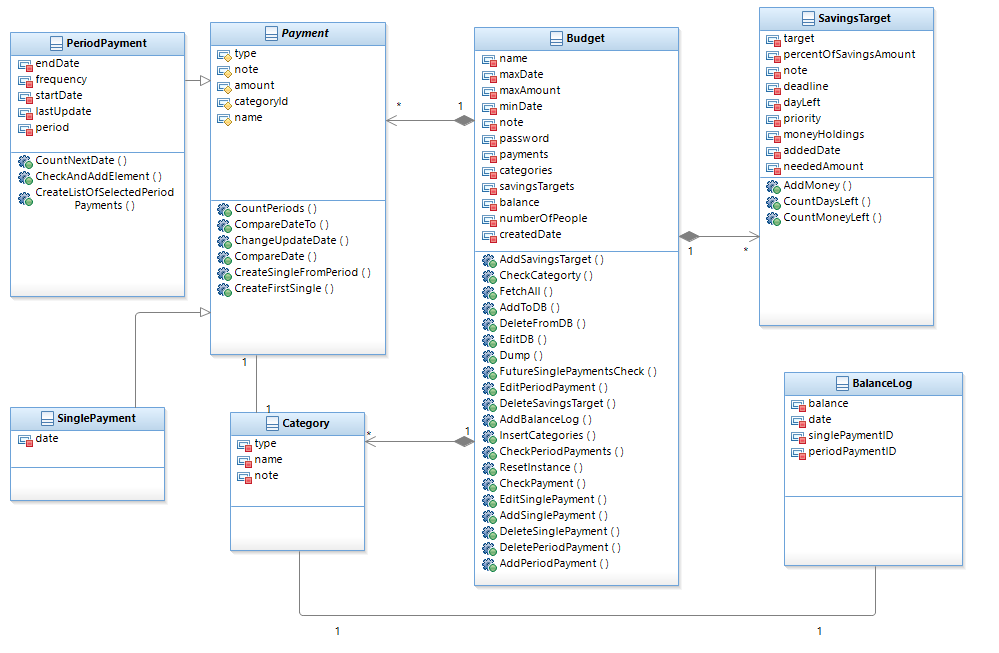 PeriodPayment
endDate
frequency
startDate
lastUpdate
period
CountNextDate ( )
CheckAndAddElement ( )
CreateListOfSelectedPeriod
Payments ( )
Payment
type
note
amount
categoryId
name
CountPeriods ( )
CompareDateTo ( )
ChangeUpdateDate ( )
CompareDate ( )
CreateSingleFromPeriod ( )
CreateFirstSingle ( )
*
1
Budget
name
maxDate
maxAmount
minDate
note
password
payments
categories
savingsTargets
balance
numberOfPeople
createdDate
AddSavingsTarget ( )
CheckCategorty ( )
FetchAll ( )
AddToDB ( )
DeleteFromDB ( )
EditDB ( )
Dump ( )
FutureSinglePaymentsCheck ( )
EditPeriodPayment ( )
DeleteSavingsTarget ( )
AddBalanceLog ( )
InsertCategories ( )
CheckPeriodPayments ( )
ResetInstance ( )
CheckPayment ( )
EditSinglePayment ( )
AddSinglePayment ( )
DeleteSinglePayment ( )
DeletePeriodPayment ( )
AddPeriodPayment ( )
1
*
SavingsTarget
target
percentOfSavingsAmount
note
deadline
dayLeft
priority
moneyHoldings
addedDate
neededAmount
AddMoney ( )
CountDaysLeft ( )
CountMoneyLeft ( )
SinglePayment
date
1
1
Category
type
name
note
*
1
BalanceLog
balance
date
singlePaymentID
periodPaymentID
1
1